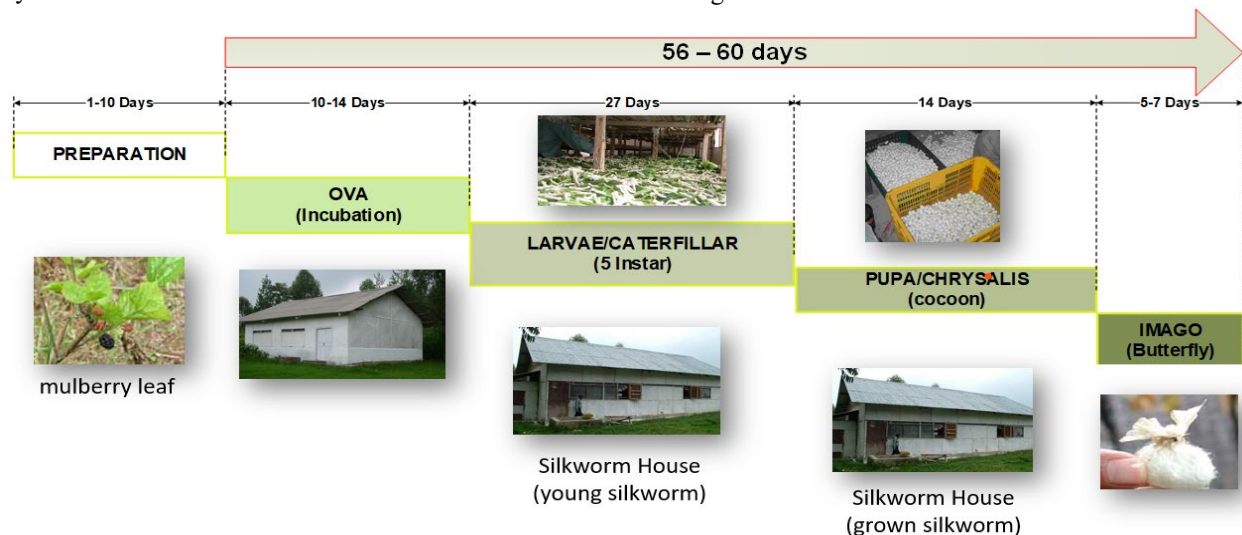 56 – 60 days
1-10 Days
10-14 Days
27 Days
14 Days
5-7 Days
PREPARATION
OVA
(Incubation)
LARVAE/CATERFILLAR
(5 Instar)
PUPA/CHRYSALIS
(cocoon)
IMAGO
(Butterfly)
mulberry leaf
Silkworm House
(young silkworm)
Silkworm House
(grown silkworm)